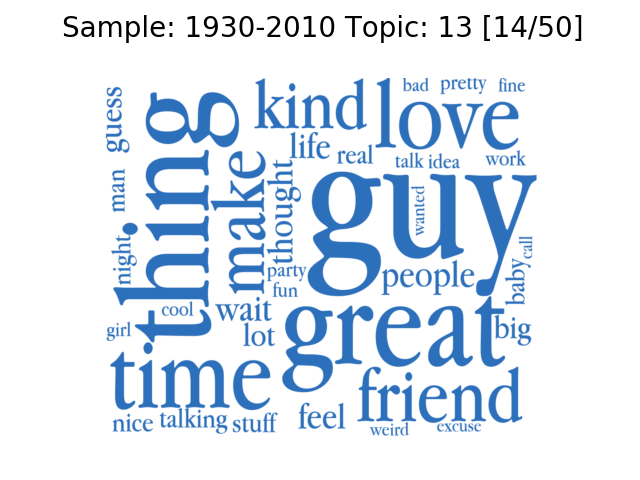 Sample: 1930-2010 Topic: 13 [14/50]
bad pretty fine
kind love
guess
thing
life real
talk idea work
make
thought
man
guy
wanted
night
party
people
call
baby
fun
cool
wait
great
girl
lot
big
time
friend
nice talking stuff feel
weird excuse